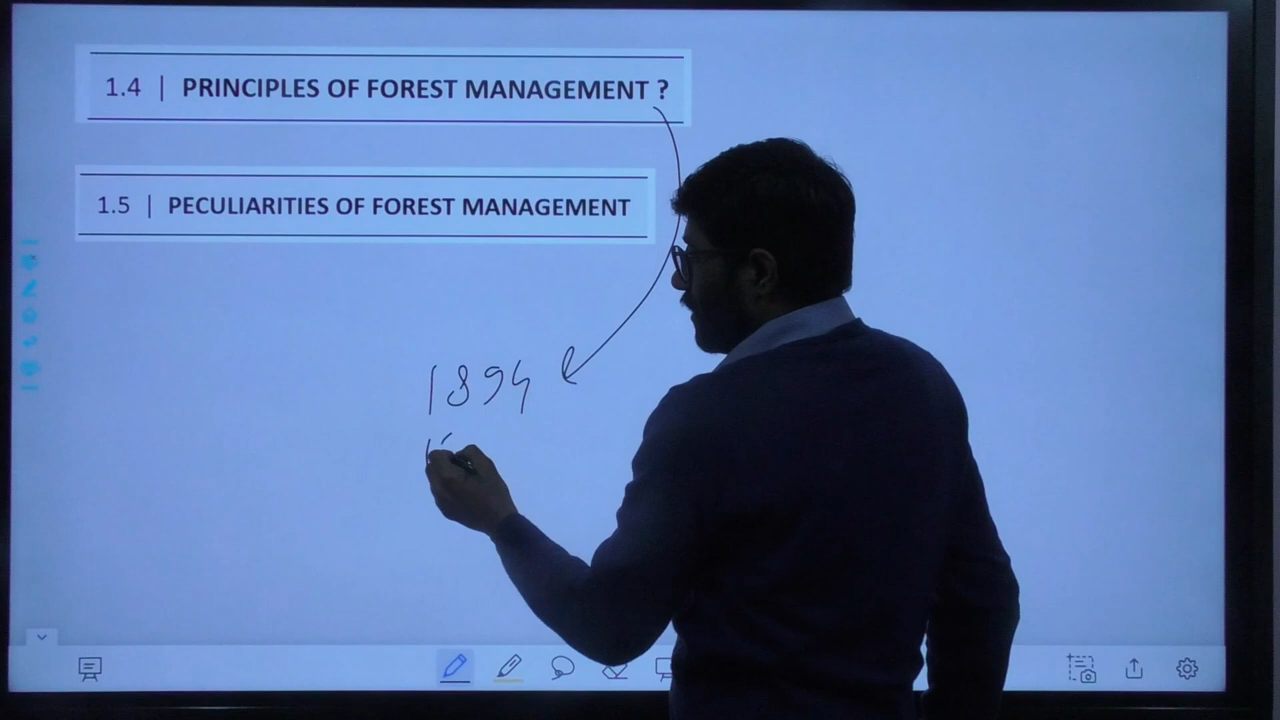 1.4 | PRINCIPLES OF FOREST MANAGEMENT ?
1.5 | PECULIARITIES OF FOREST MANAGEMENT
1894